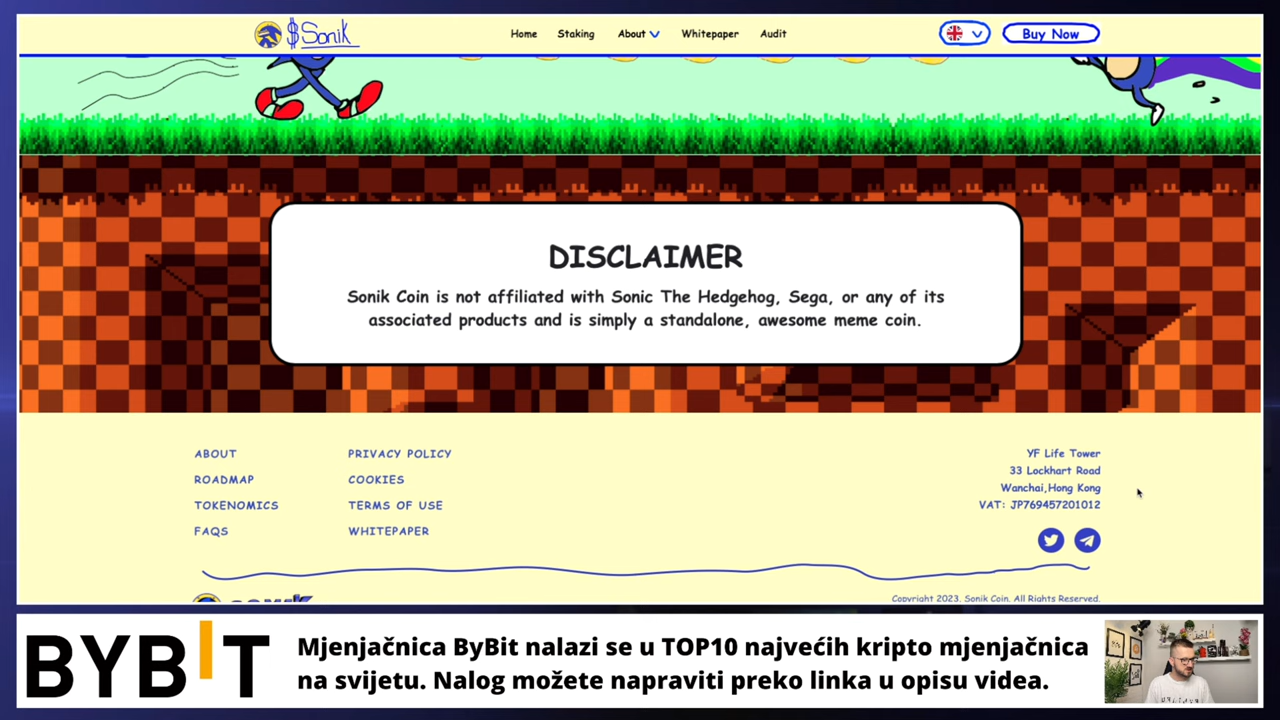 $Sonik
Home Staking About Whitepaper Audit
Buy Now
DISCLAIMER
Sonik Coin is not affiliated with Sonic The Hedgehog, Sega, or any of its
associated products and is simply a standalone, awesome meme coin.
ABOUT
ROADMAP
TOKENOMICS
FAQS
PRIVACY POLICY
COOKIES
TERMS OF USE
WHITEPAPER
YF Life Tower
33 Lockhart Road
Wanchai,Hong Kong
VAT: JP769457201012
Copyright 2023. Sonik Coin. All Rights Reserved.
BYBIT
Mjenjačnica ByBit nalazi se u TOP10 najvećih kripto mjenjačnica
na svijetu. Nalog možete napraviti preko linka u opisu videa.